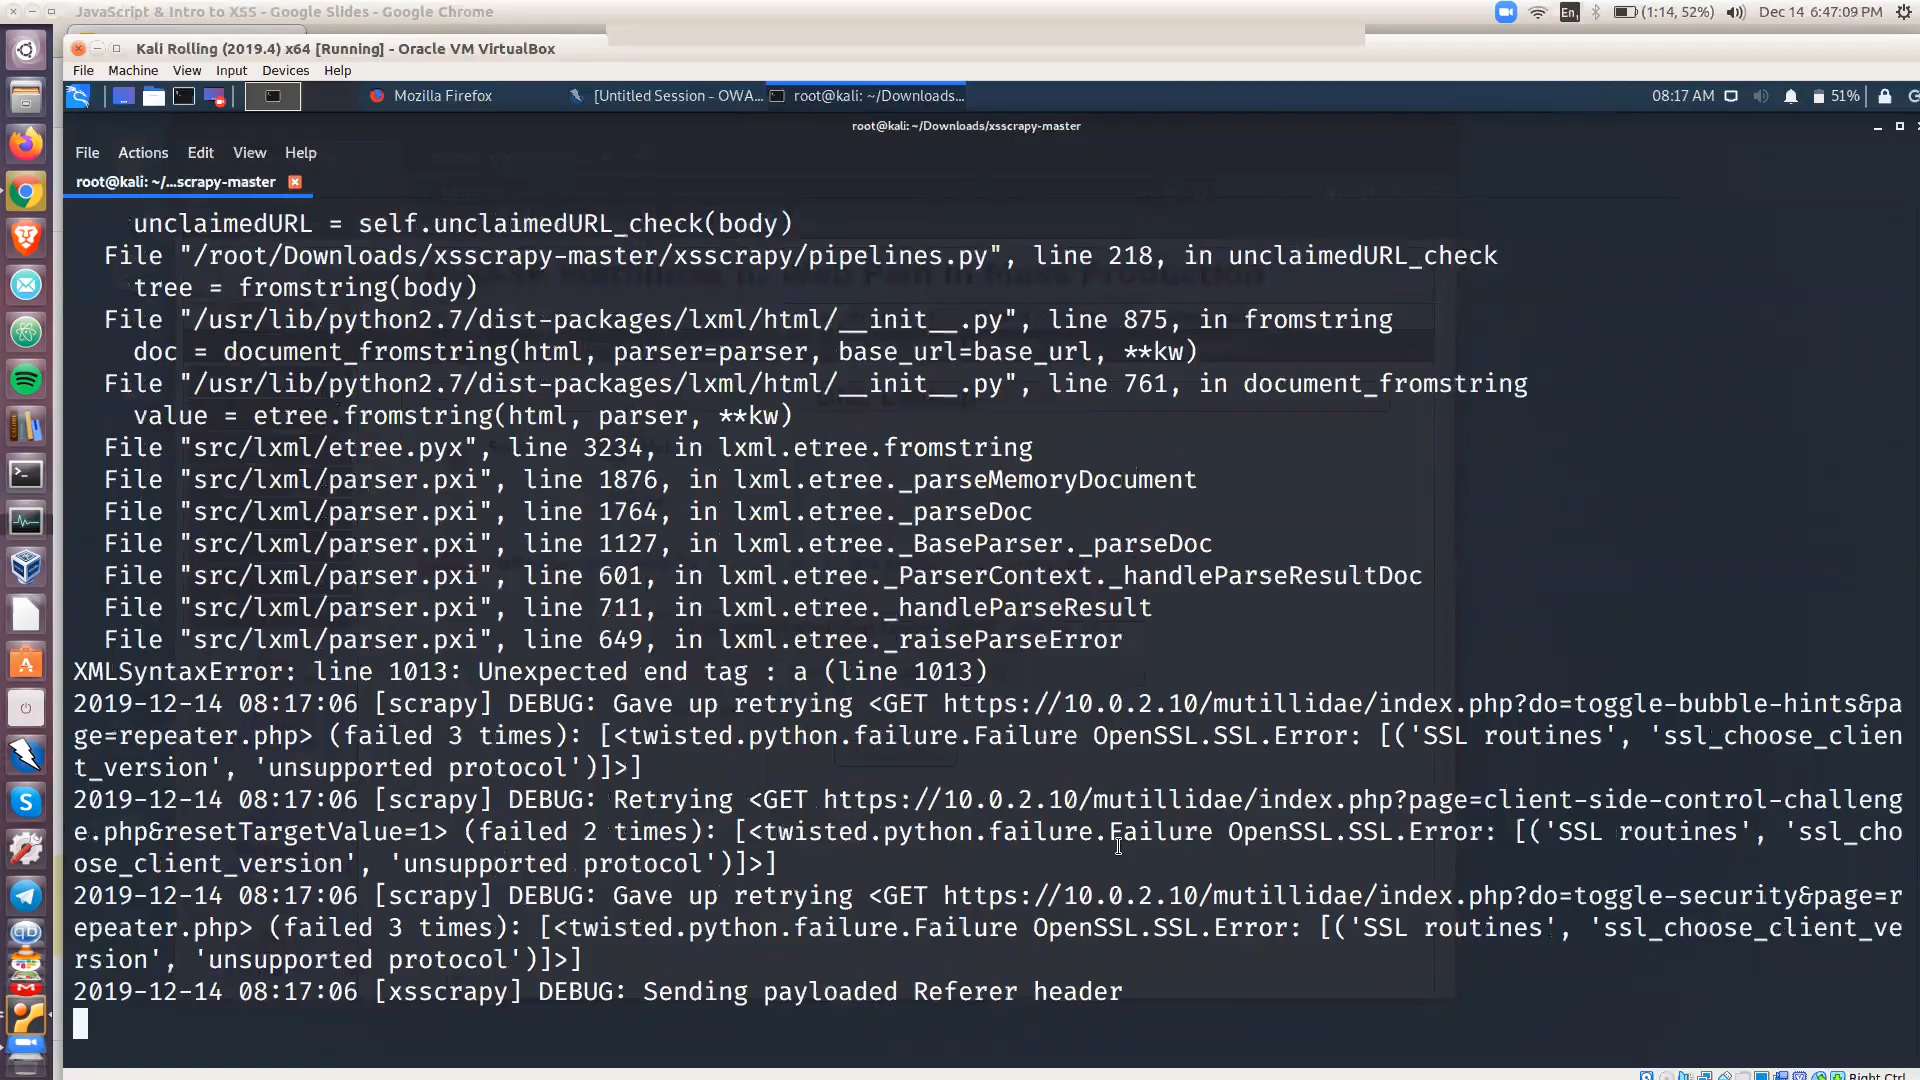 JavaScript & Intro to XSS - Google Slides - Google Chrome
En1
(1:14, 52%)
Dec 14 6:47:09 PM
Kali Rolling (2019.4) x64 [Running] - Oracle VM VirtualBox
File Machine View Input Devices Help
Mozilla Firefox
[Untitled Session - OWA...
root@kali: ~/Downloads...
08:17 AM
51%
root@kali: ~/Downloads/xsscrapy-master
File Actions Edit View Help
root@kali: ~/...scrapy-master
unclaimedURL = self.unclaimedURL_check(body)
File "/root/Downloads/xsscrapy-master/xsscrapy/pipelines.py", line 218, in unclaimedURL_check
tree = fromstring(body)
File "/usr/lib/python2.7/dist-packages/lxml/html/__init__.py", line 875, in fromstring
doc = document_fromstring(html, parser=parser, base_url=base_url, **kw)
File "/usr/lib/python2.7/dist-packages/lxml/html/__init__.py", line 761, in document_fromstring
value = etree.fromstring(html, parser, **kw)
File "src/lxml/etree.pyx", line 3234, in lxml.etree.fromstring
File "src/lxml/parser.pxi", line 1876, in lxml.etree._parseMemoryDocument
File "src/lxml/parser.pxi", line 1764, in lxml.etree._parseDoc
File "src/lxml/parser.pxi", line 1127, in lxml.etree._BaseParser._parseDoc
File "src/lxml/parser.pxi", line 601, in lxml.etree._ParserContext._handleParseResultDoc
File "src/lxml/parser.pxi", line 711, in lxml.etree._handleParseResult
File "src/lxml/parser.pxi", line 649, in lxml.etree._raiseParseError
XMLSyntaxError: line 1013: Unexpected end tag : a (line 1013)
2019-12-14 08:17:06 [scrapy] DEBUG: Gave up retrying <GET https://10.0.2.10/mutillidae/index.php?do=toggle-bubble-hints&pa
ge=repeater.php> (failed 3 times): [<twisted.python.failure.Failure OpenSSL.SSL.Error: [('SSL routines', 'ssl_choose_clien
t_version', 'unsupported protocol')]>]
2019-12-14 08:17:06 [scrapy] DEBUG: Retrying <GET https://10.0.2.10/mutillidae/index.php?page=client-side-control-challeng
e.php&resetTargetValue=1> (failed 2 times): [<twisted.python.failure.Failure OpenSSL.SSL.Error: [('SSL routines', 'ssl_cho
ose_client_version', 'unsupported protocol')]>]
2019-12-14 08:17:06 [scrapy] DEBUG: Gave up retrying <GET https://10.0.2.10/mutillidae/index.php?do=toggle-security&page=r
epeater.php> (failed 3 times): [<twisted.python.failure.Failure OpenSSL.SSL.Error: [('SSL routines', 'ssl_choose_client_ve
rsion', 'unsupported protocol')]>]
2019-12-14 08:17:06 [xsscrapy] DEBUG: Sending payloaded Referer header
Right Ctrl